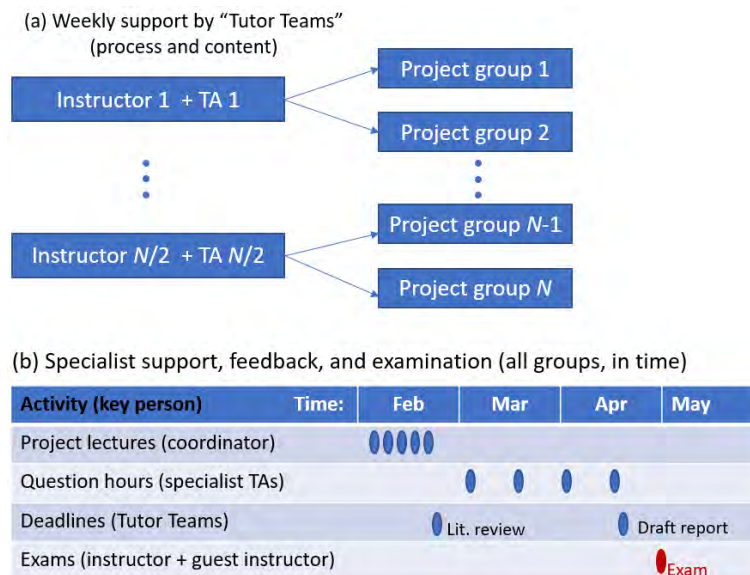 (a) Weekly support by “Tutor Teams”
(process and content)
Project group 1
Instructor 1 + TA 1
Project group 2
Project group N-1
Instructor N/2 + TA N/2
Project group N
(b) Specialist support, feedback, and examination (all groups, in time)
Activity (key person) Time: Feb Mar Apr May
Project lectures (coordinator)
Question hours (specialist TAs)
Deadlines (Tutor Teams) Lit. review Draft report
Exams (instructor + guest instructor) Exam